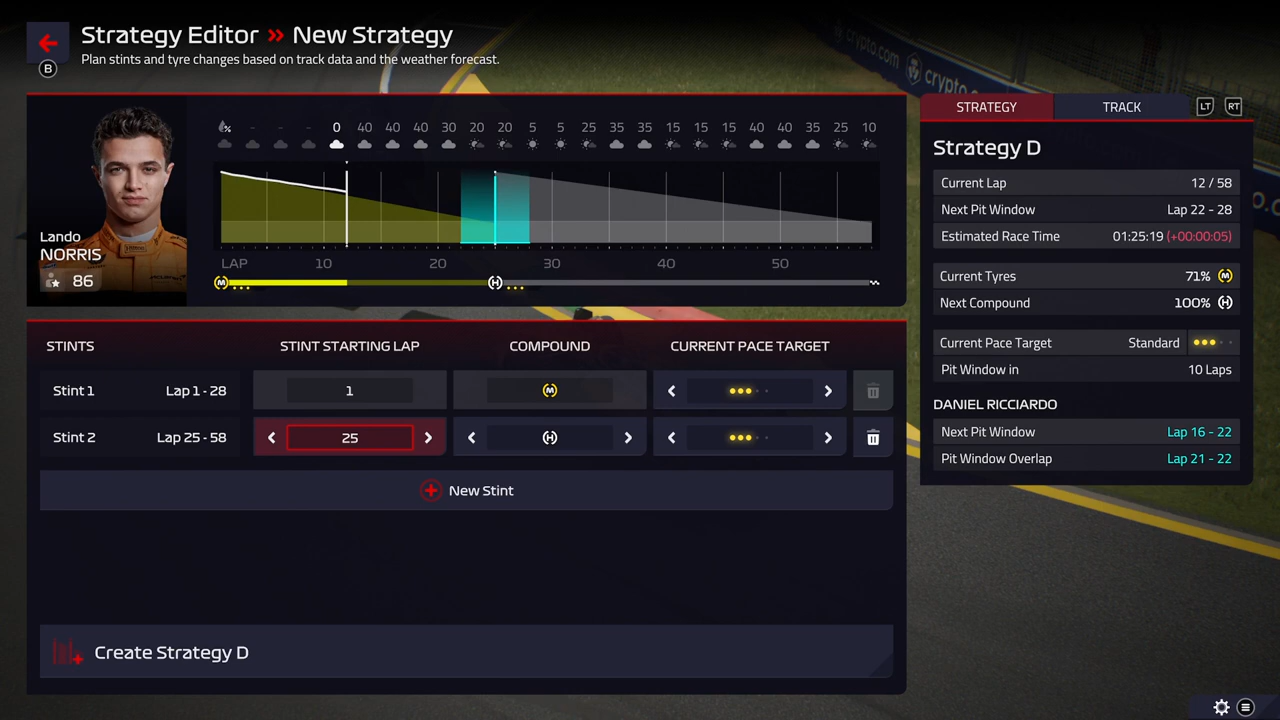 Strategy Editor » New Strategy
B
Plan stints and tyre changes based on track data and the weather forecast.
crypto.com
crypto
Lando
NORRIS
86
% - - - 0 40 40 40 30 20 20 5 5 25 35 35 15 15 15 40 40 35 25 10
LAP 10 20 30 40 50
M H
STRATEGY TRACK LT RT
Strategy D
Current Lap 12 / 58
Next Pit Window Lap 22 - 28
Estimated Race Time 01:25:19 (+00:00:05)
Current Tyres 71% M
Next Compound 100% H
Current Pace Target Standard
Pit Window in 10 Laps
DANIEL RICCIARDO
Next Pit Window Lap 16 - 22
Pit Window Overlap Lap 21 - 22
STINTS STINT STARTING LAP COMPOUND CURRENT PACE TARGET
Stint 1 Lap 1 - 28 1 M
Stint 2 Lap 25 - 58 25 H
New Stint
Create Strategy D